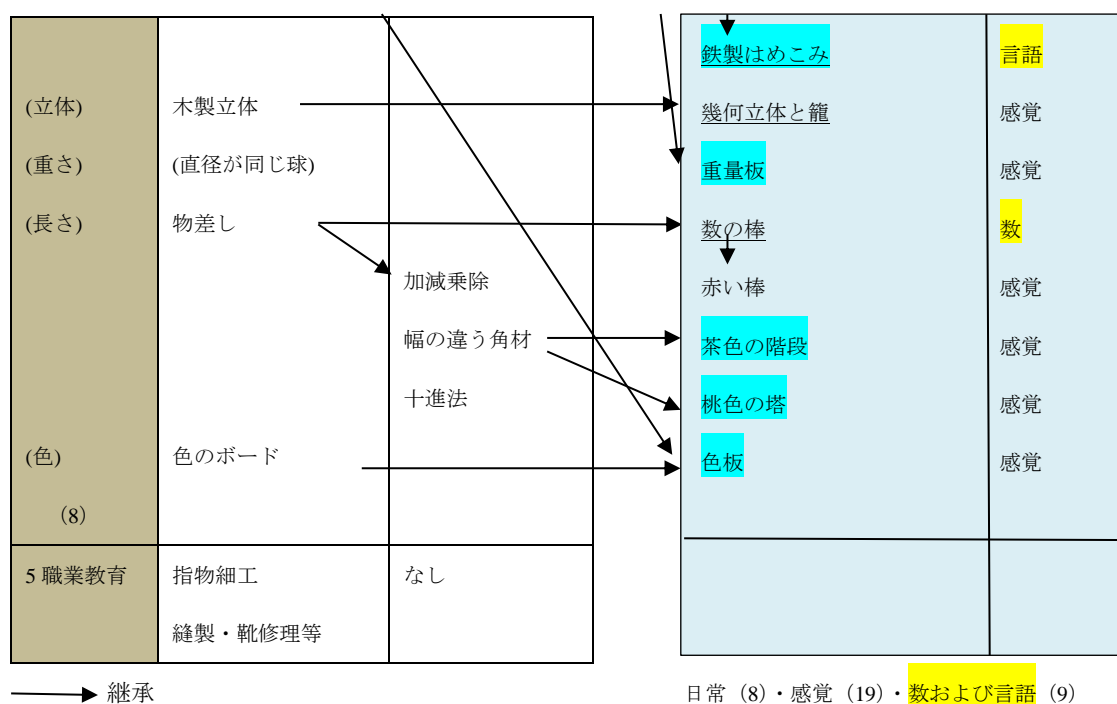 鉄製はめこみ 言語
(立体) 木製立体 幾何立体と籠 感覚
(重さ) (直径が同じ球) 重量板 感覚
(長さ) 物差し 数の棒 数
加減乗除 赤い棒 感覚
幅の違う角材 茶色の階段 感覚
十進法 桃色の塔 感覚
(色) 色のボード 色板 感覚
（8）
5 職業教育 指物細工 なし
縫製・靴修理等
継承 日常（8）・感覚（19）・数および言語（9）